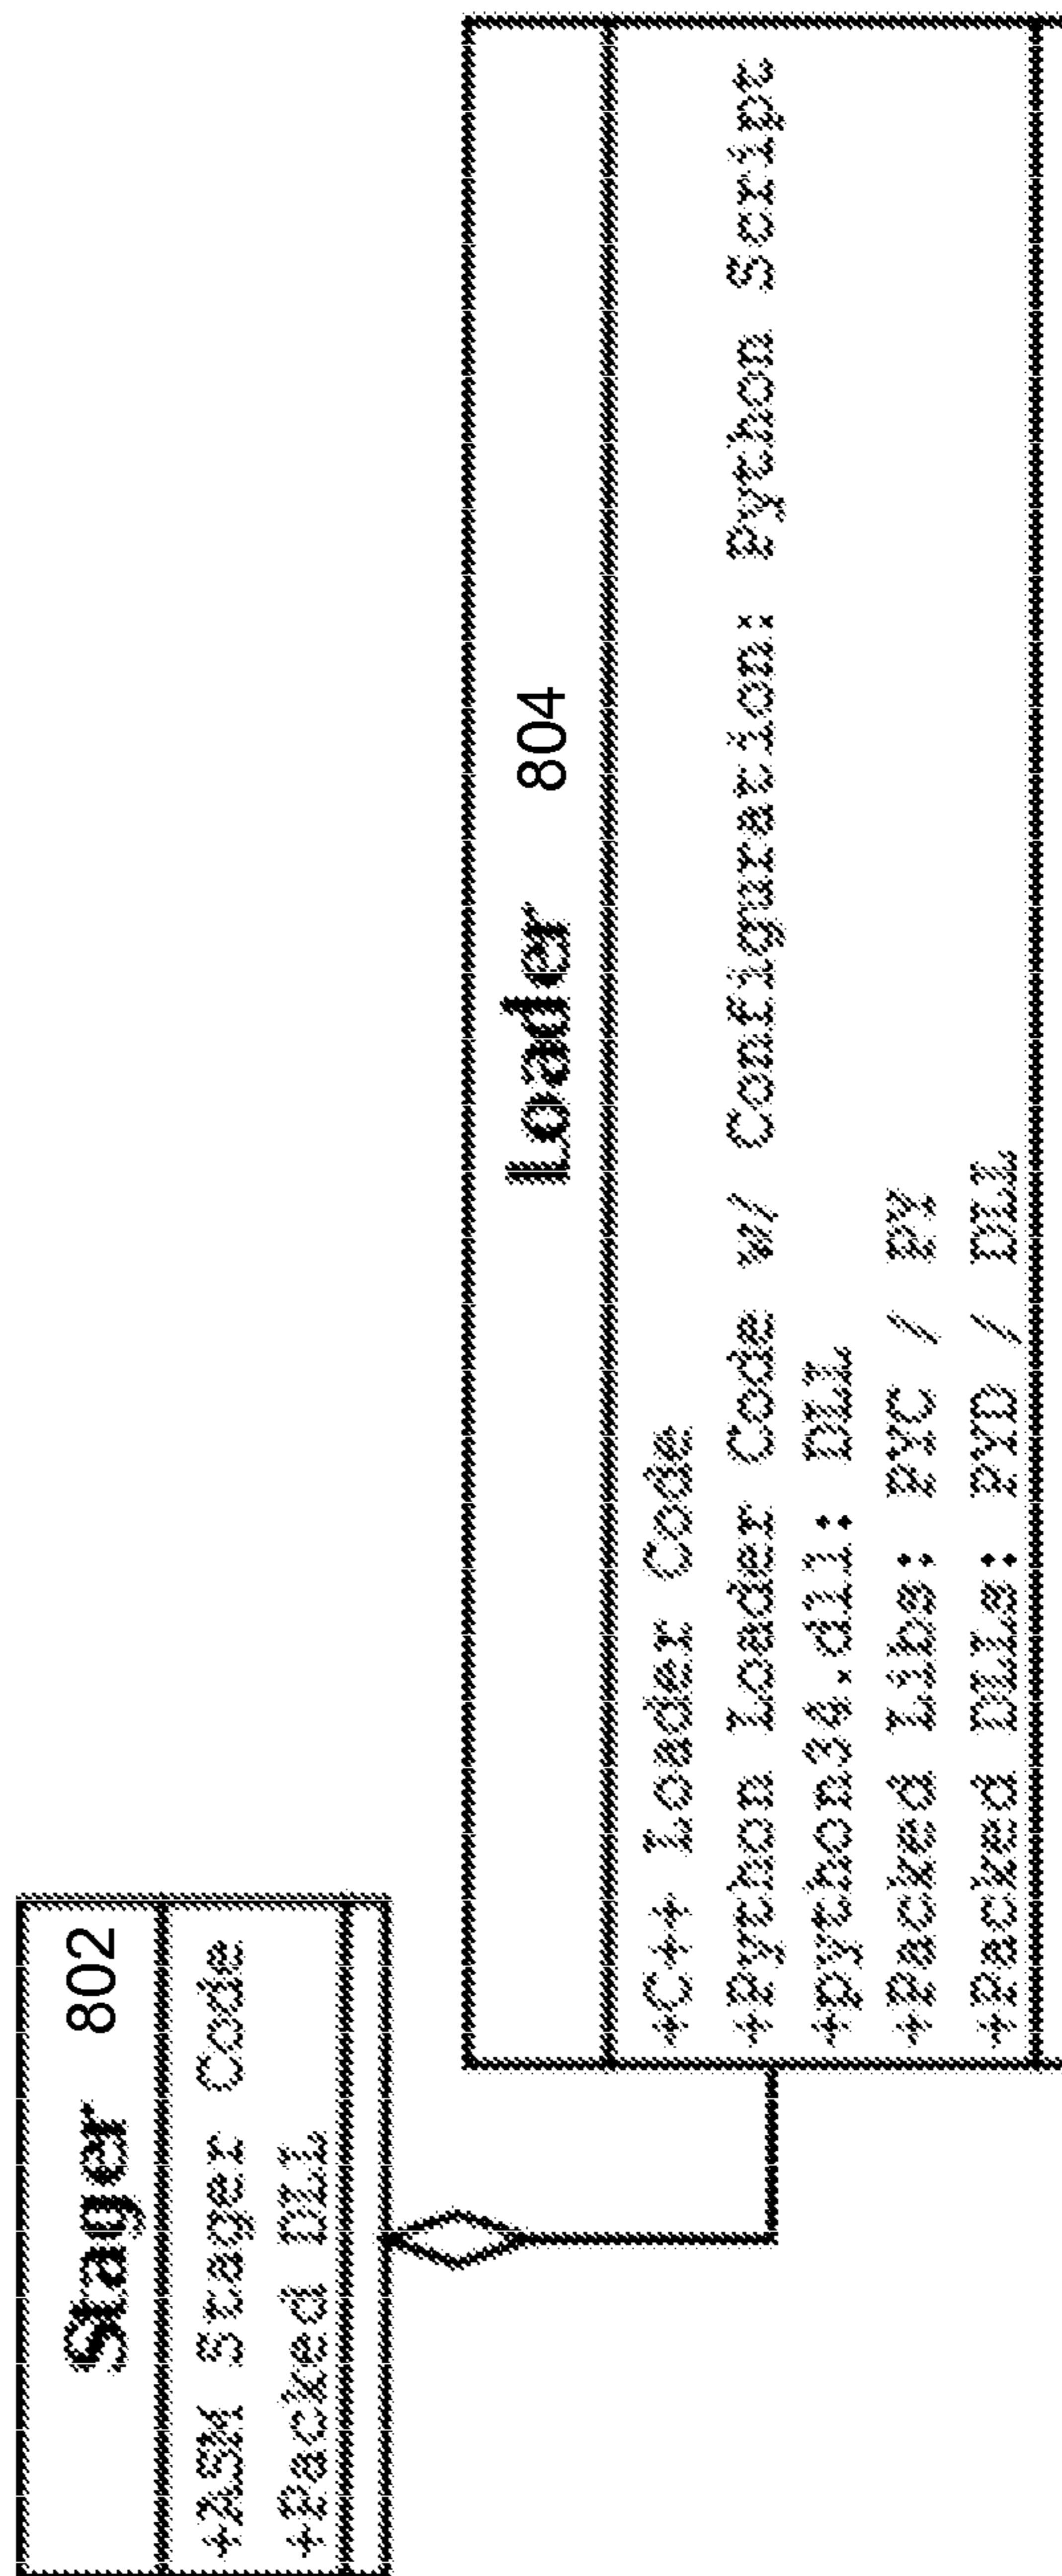 Stager 802
+ASM Stager Code
+Packed DLL
Loader 804
+C++ Loader Code
+Python Loader Code w/ Configuration: Python Script
+python34.dll: DLL
+Packed Libs: PYC / PY
+Packed DLLs: PYD / DLL